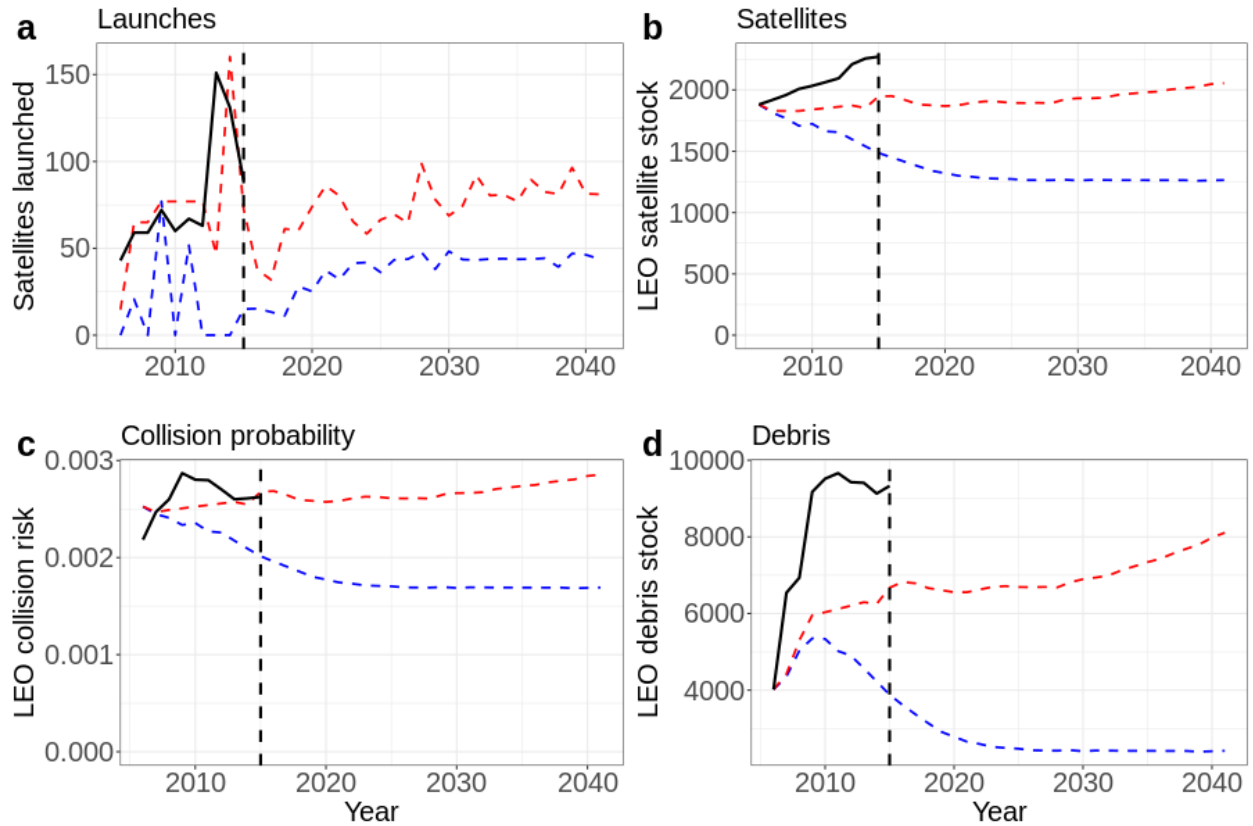 a Launches
Satellites launched
150
100
50
0
2010 2020 2030 2040
b Satellites
LEO satellite stock
2000
1500
1000
500
0
2010 2020 2030 2040
c Collision probability
LEO collision risk
0.003
0.002
0.001
0.000
2010 2020 2030 2040
Year
d Debris
LEO debris stock
10000
8000
6000
4000
2010 2020 2030 2040
Year